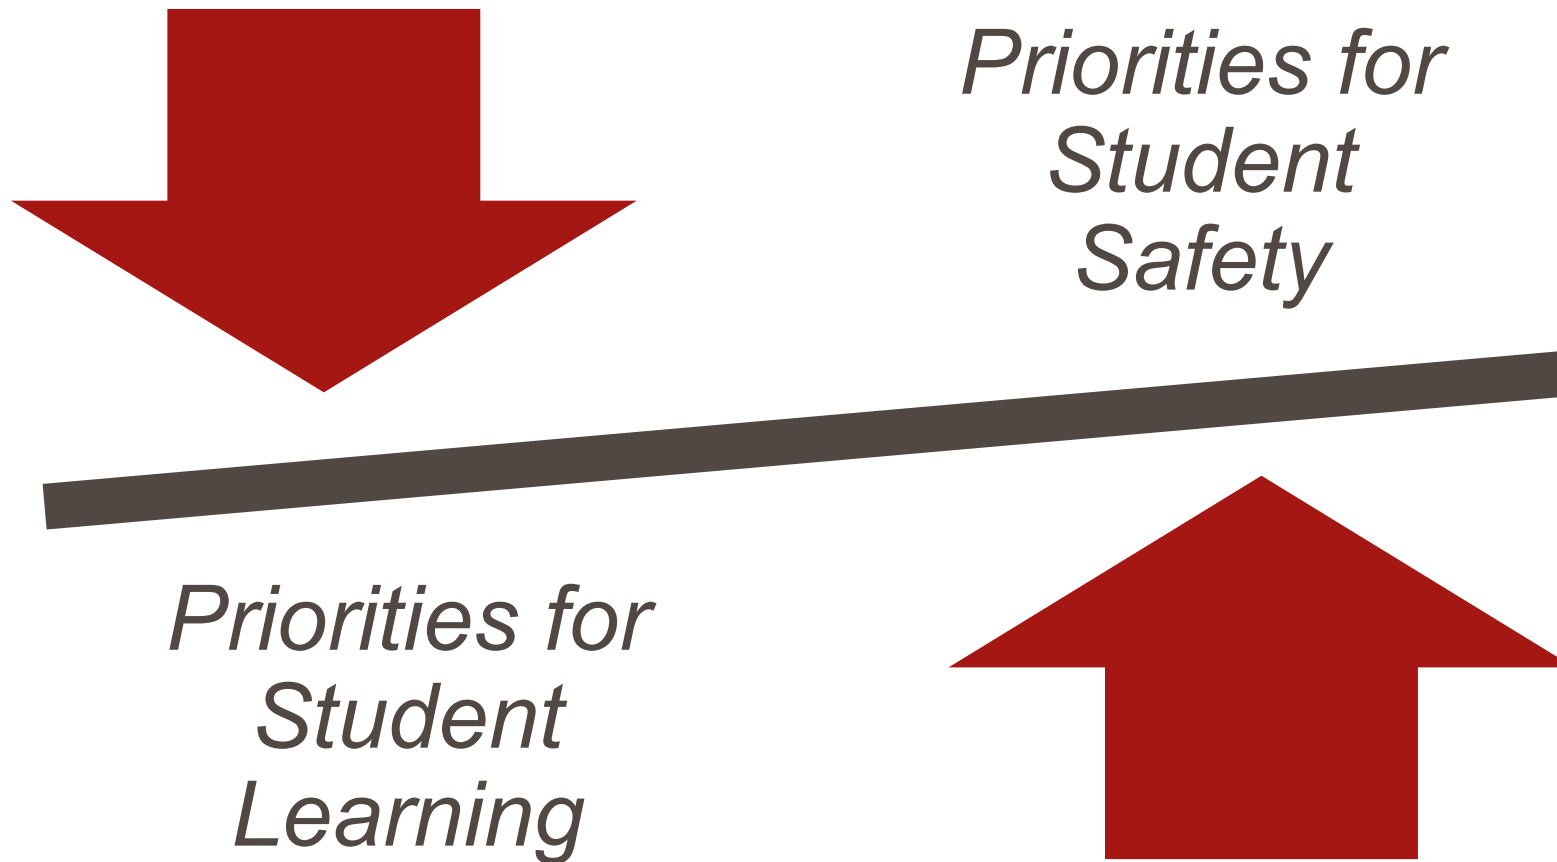 Priorities for
Student
Safety
Priorities for
Student
Learning